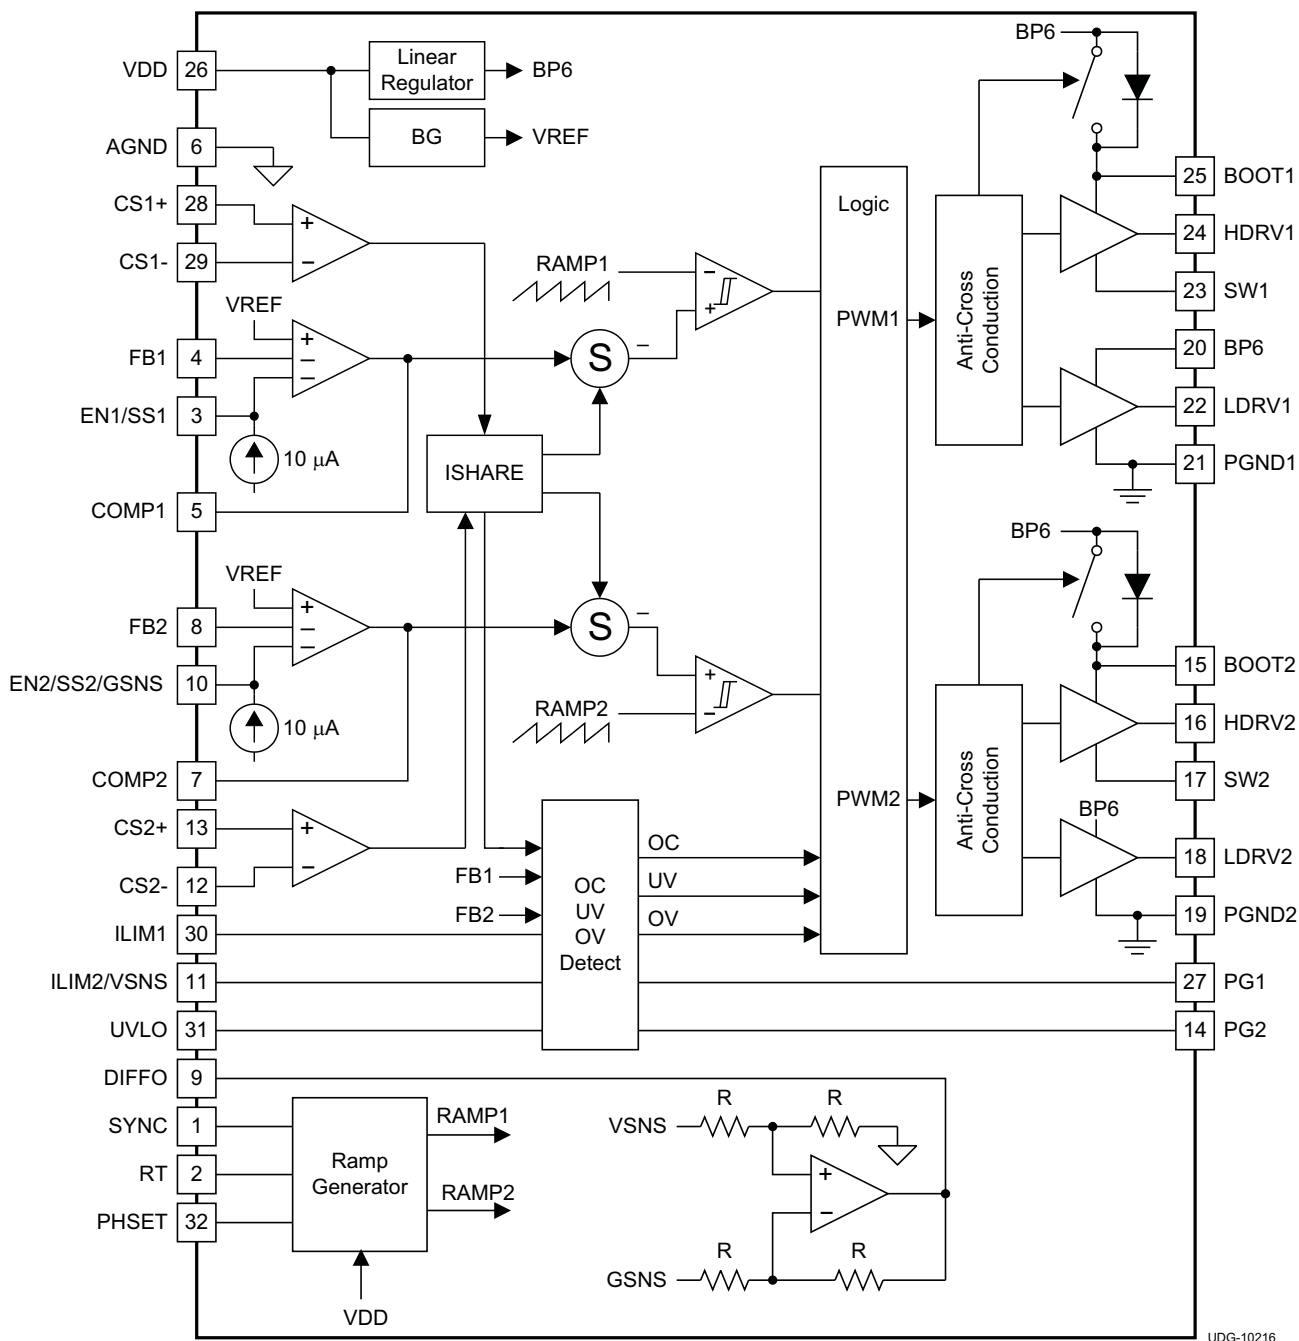 BP6
VDD 26
Linear
Regulator
BP6
BG
VREF
AGND 6
CS1+ 28
CS1- 29
+
−
25 BOOT1
Logic
24 HDRV1
23 SW1
RAMP1
−
+
VREF
+
−
−
FB1 4
EN1/SS1 3
10 μA
S
−
PWM1
Anti-Cross
Conduction
20 BP6
22 LDRV1
21 PGND1
ISHARE
COMP1 5
BP6
VREF
+
−
−
FB2 8
EN2/SS2/GSNS 10
10 μA
S
−
+
−
RAMP2
15 BOOT2
16 HDRV2
17 SW2
COMP2 7
PWM2
Anti-Cross
Conduction
BP6
CS2+ 13
CS2- 12
+
−
18 LDRV2
19 PGND2
FB1
FB2
OC
UV
OV
Detect
OC
UV
OV
ILIM1 30
ILIM2/VSNS 11
27 PG1
UVLO 31
14 PG2
DIFFO 9
SYNC 1
RT 2
PHSET 32
Ramp
Generator
RAMP1
RAMP2
VDD
VSNS
R
R
+
−
GSNS
R
R
UDG-10216